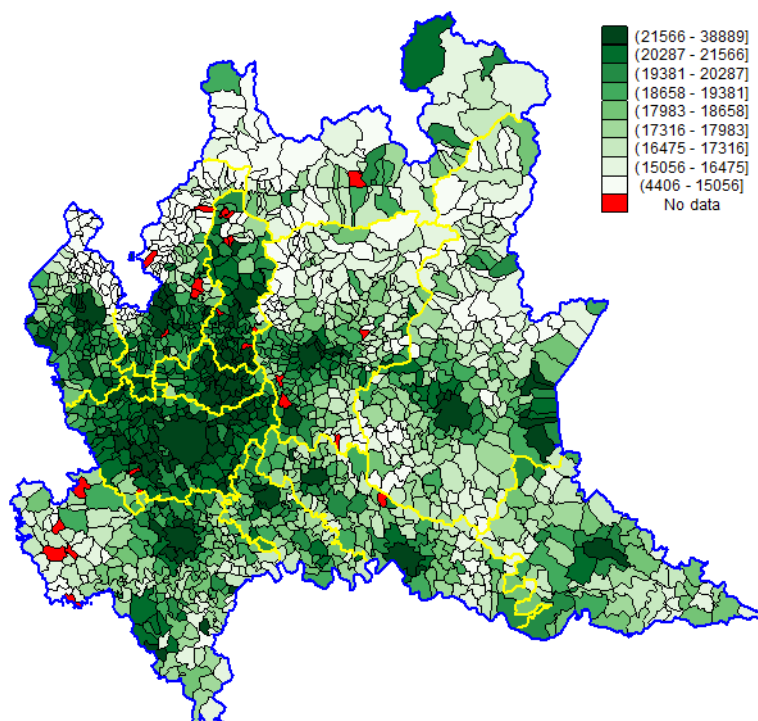 (21566 - 38889]
(20287 - 21566]
(19381 - 20287]
(18658 - 19381]
(17983 - 18658]
(17316 - 17983]
(16475 - 17316]
(15056 - 16475]
(4406 - 15056]
No data